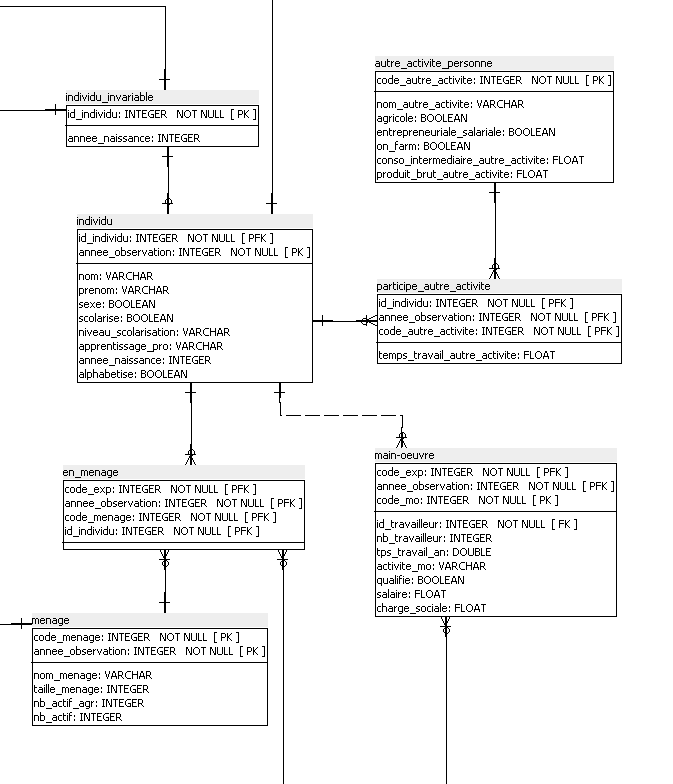 individu_invariable
id_individu: INTEGER NOT NULL [ PK ]
annee_naissance: INTEGER
autre_activite_personne
code_autre_activite: INTEGER NOT NULL [ PK ]
nom_autre_activite: VARCHAR
agricole: BOOLEAN
entrepreneuriale_salariale: BOOLEAN
on_farm: BOOLEAN
conso_intermediaire_autre_activite: FLOAT
produit_brut_autre_activite: FLOAT
individu
id_individu: INTEGER NOT NULL [ PFK ]
annee_observation: INTEGER NOT NULL [ PK ]
nom: VARCHAR
prenom: VARCHAR
sexe: BOOLEAN
scolarise: BOOLEAN
niveau_scolarisation: VARCHAR
apprentissage_pro: VARCHAR
annee_naissance: INTEGER
alphabetise: BOOLEAN
participe_autre_activite
id_individu: INTEGER NOT NULL [ PFK ]
annee_observation: INTEGER NOT NULL [ PFK ]
code_autre_activite: INTEGER NOT NULL [ PFK ]
temps_travail_autre_activite: FLOAT
en_menage
code_exp: INTEGER NOT NULL [ PFK ]
annee_observation: INTEGER NOT NULL [ PFK ]
code_menage: INTEGER NOT NULL [ PFK ]
id_individu: INTEGER NOT NULL [ PFK ]
main-oeuvre
code_exp: INTEGER NOT NULL [ PFK ]
annee_observation: INTEGER NOT NULL [ PFK ]
code_mo: INTEGER NOT NULL [ PK ]
id_travailleur: INTEGER NOT NULL [ FK ]
nb_travailleur: INTEGER
tps_travail_an: DOUBLE
activite_mo: VARCHAR
qualifie: BOOLEAN
salaire: FLOAT
charge_sociale: FLOAT
menage
code_menage: INTEGER NOT NULL [ PK ]
annee_observation: INTEGER NOT NULL [ PK ]
nom_menage: VARCHAR
taille_menage: INTEGER
nb_actif_agr: INTEGER
nb_actif: INTEGER